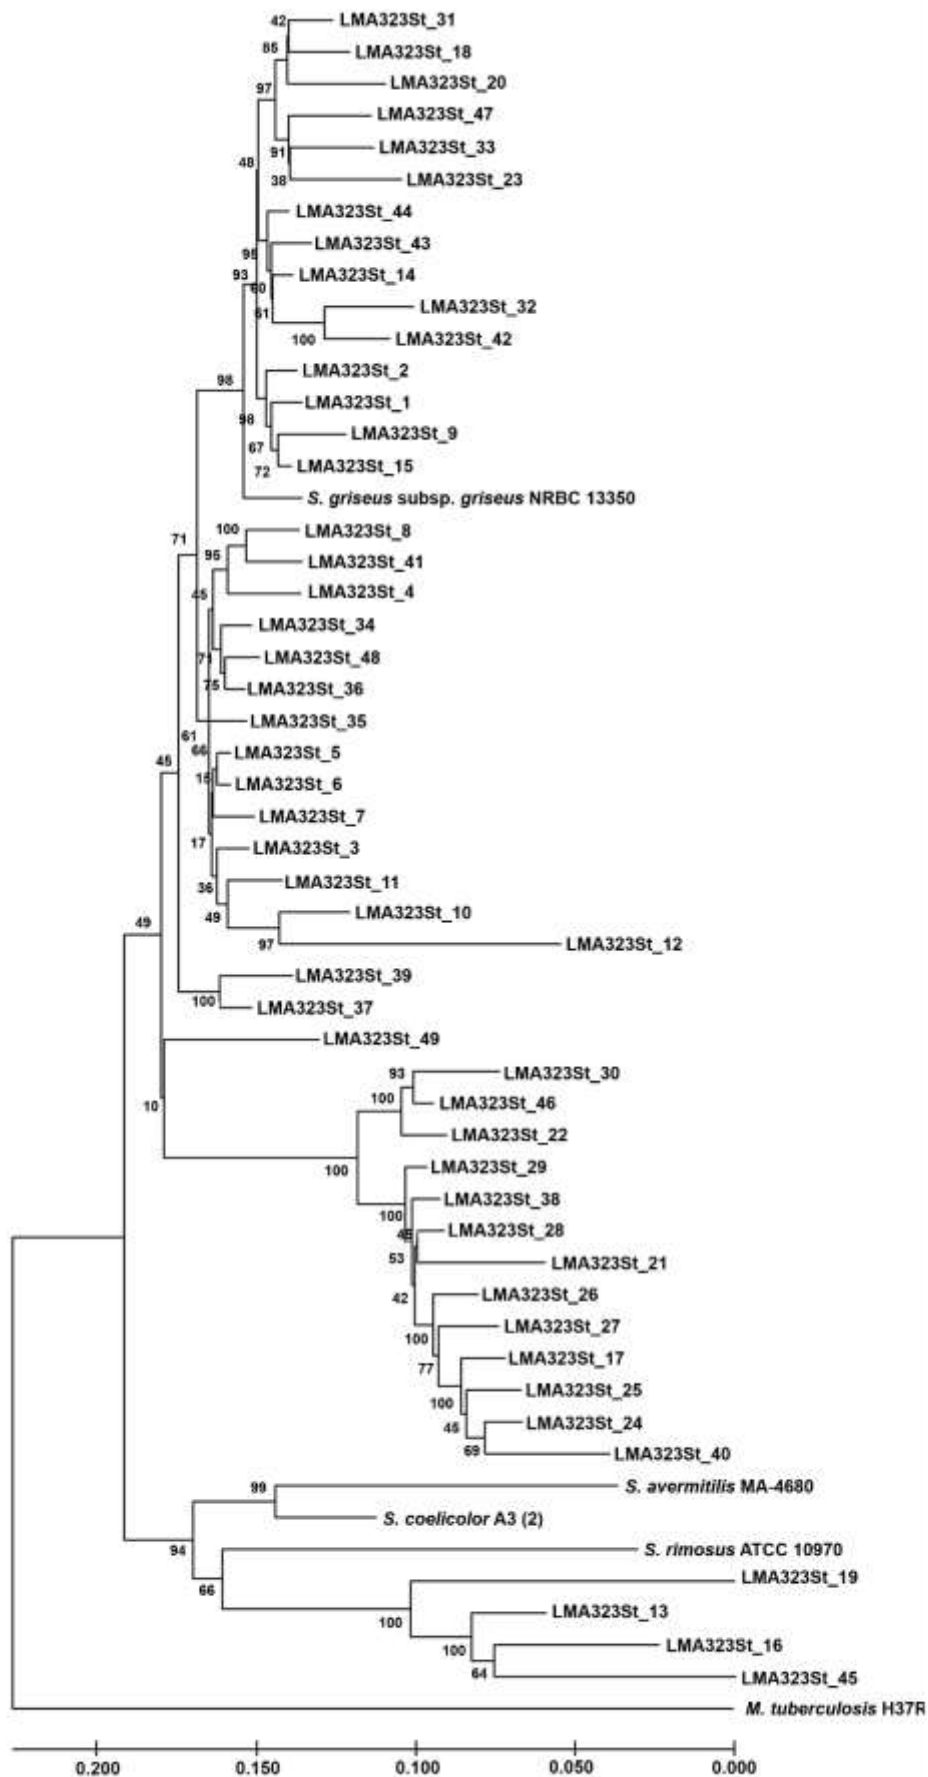 42
LMA323St_31
85
LMA323St_18
LMA323St_20
97
LMA323St_47
91
LMA323St_33
48
38
LMA323St_23
LMA323St_44
95
LMA323St_43
93
60
LMA323St_14
61
LMA323St_32
100
LMA323St_42
98
LMA323St_2
LMA323St_1
98
LMA323St_9
67
72
LMA323St_15
S. griseus subsp. griseus NRBC 13350
71
100
LMA323St_8
95
LMA323St_41
45
LMA323St_4
LMA323St_34
71
LMA323St_48
75
LMA323St_36
LMA323St_35
61
66
LMA323St_5
45
15
LMA323St_6
LMA323St_7
17
LMA323St_3
36
LMA323St_11
49
49
LMA323St_10
97
LMA323St_12
LMA323St_39
100
LMA323St_37
LMA323St_49
93
LMA323St_30
10
100
LMA323St_46
LMA323St_22
100
LMA323St_29
LMA323St_38
100
LMA323St_28
53
LMA323St_21
42
LMA323St_26
100
LMA323St_27
77
LMA323St_17
100
LMA323St_25
45
LMA323St_24
69
LMA323St_40
99
S. avermitilis MA-4680
S. coelicolor A3 (2)
94
S. rimosus ATCC 10970
66
LMA323St_19
100
LMA323St_13
100
LMA323St_16
64
LMA323St_45
M. tuberculosis H37R
0.200 0.150 0.100 0.050 0.000